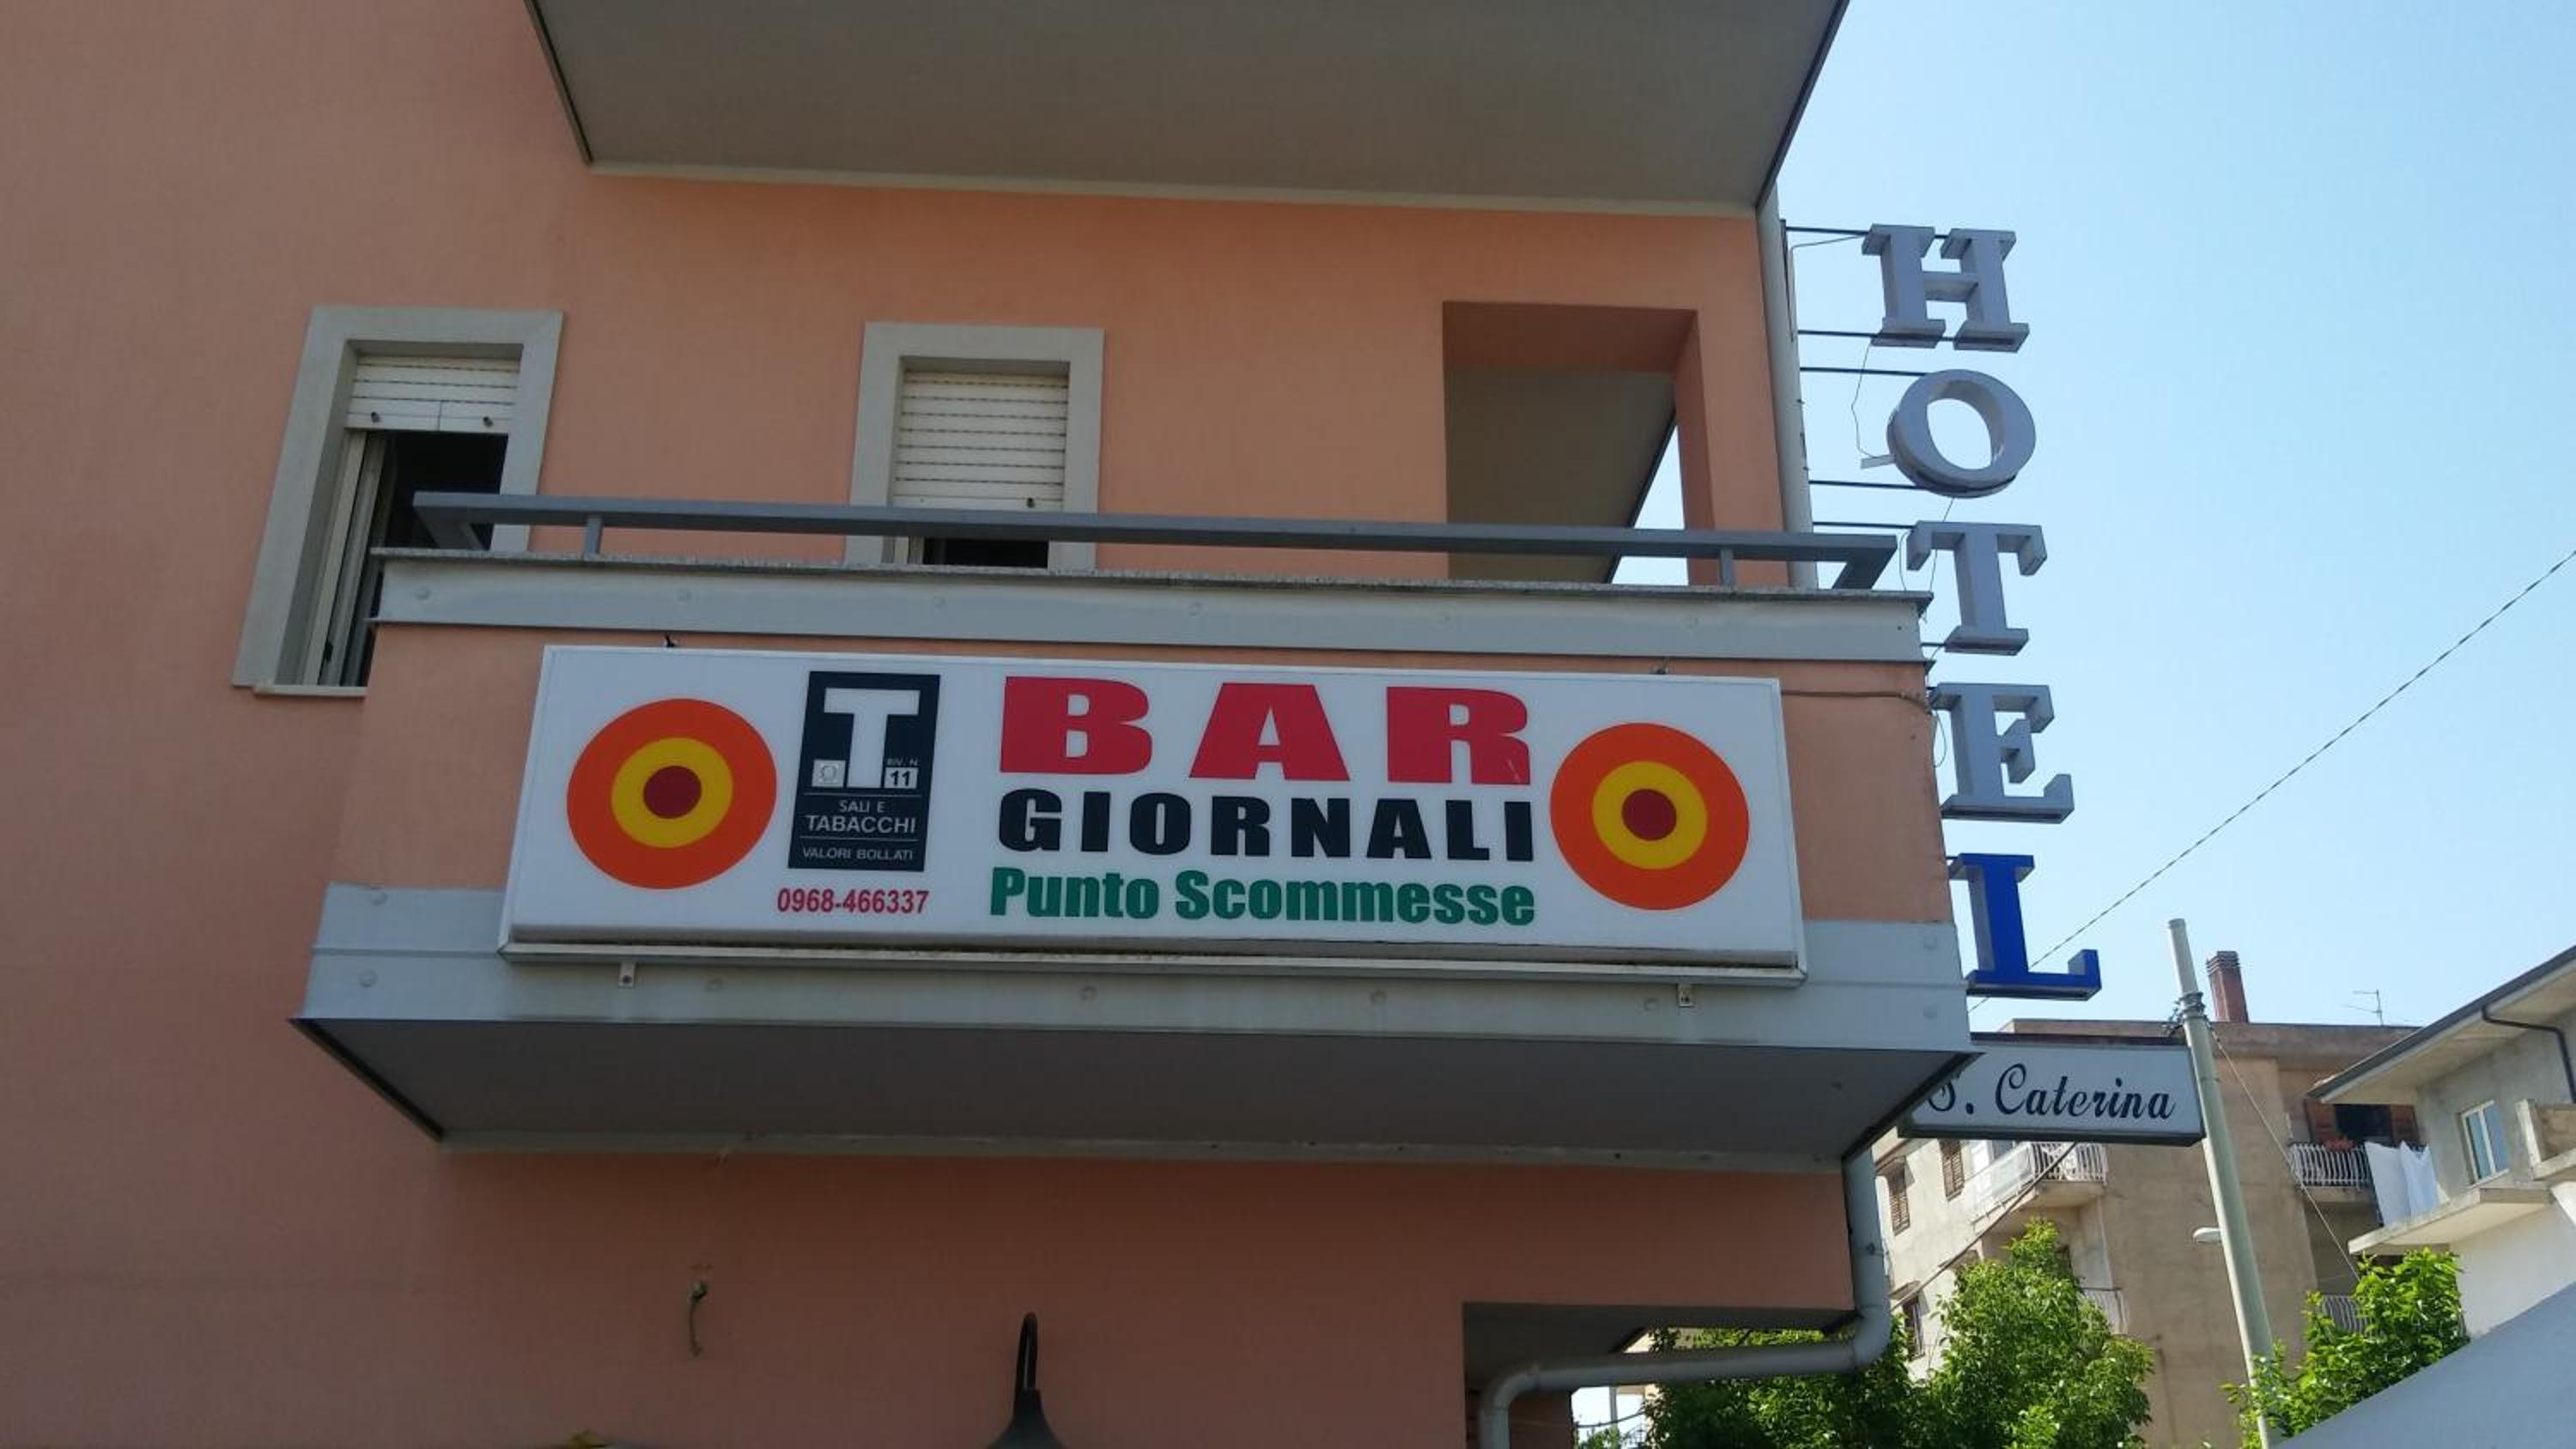 T
RIV. N
11
SALI E
TABACCHI
VALORI BOLLATI
0968-466337
BAR
GIORNALI
Punto Scommesse
HOTEL
S. Caterina